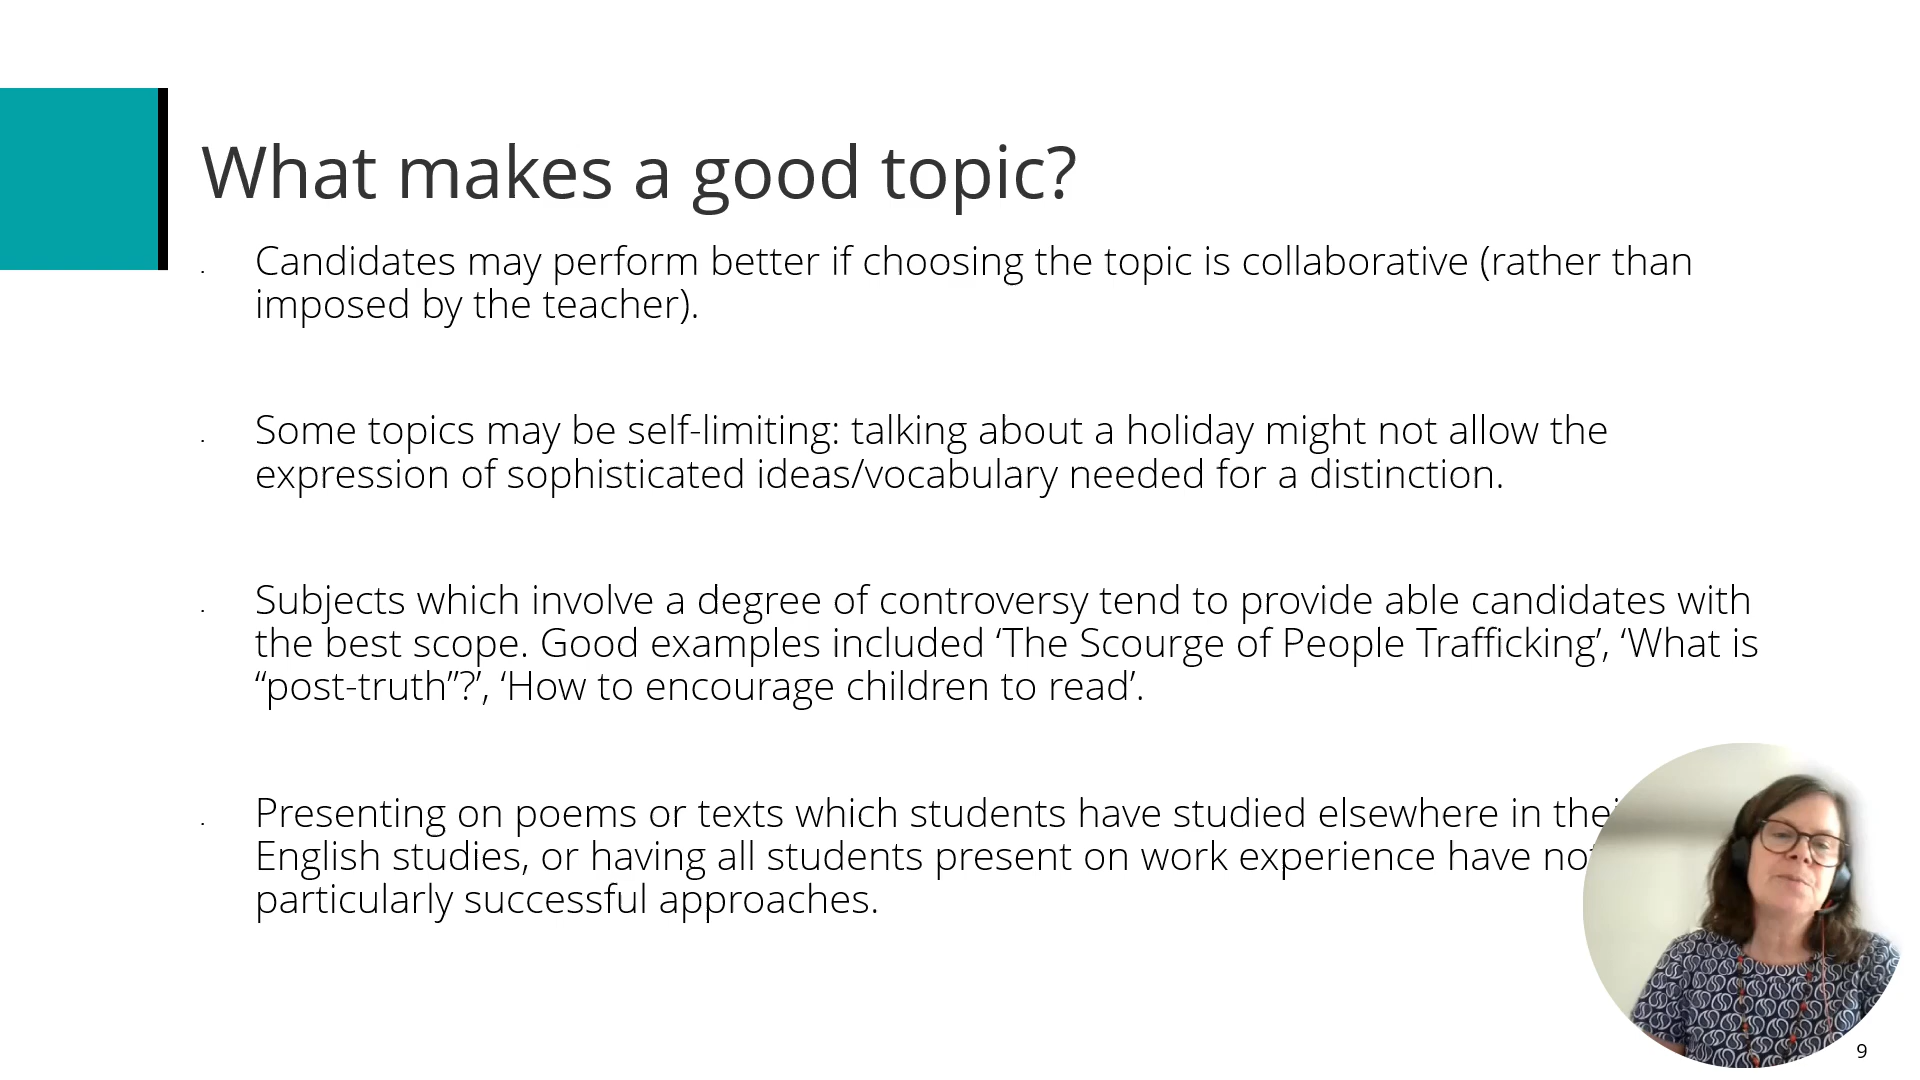 What makes a good topic?
. Candidates may perform better if choosing the topic is collaborative (rather than
imposed by the teacher).
. Some topics may be self-limiting: talking about a holiday might not allow the
expression of sophisticated ideas/vocabulary needed for a distinction.
. Subjects which involve a degree of controversy tend to provide able candidates with
the best scope. Good examples included ‘The Scourge of People Trafficking’, ‘What is
“post-truth”?’, ‘How to encourage children to read’.
. Presenting on poems or texts which students have studied elsewhere in
English studies, or having all students present on work experience have
particularly successful approaches.
9